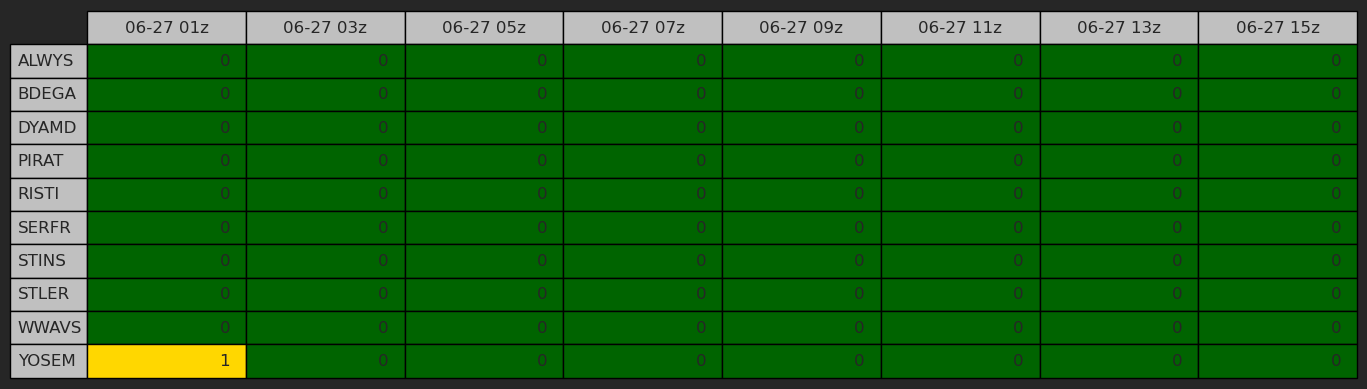 06-27 01z 06-27 03z 06-27 05z 06-27 07z 06-27 09z 06-27 11z 06-27 13z 06-27 15z
ALWYS 0 0 0 0 0 0 0 0
BDEGA 0 0 0 0 0 0 0 0
DYAMD 0 0 0 0 0 0 0 0
PIRAT 0 0 0 0 0 0 0 0
RISTI 0 0 0 0 0 0 0 0
SERFR 0 0 0 0 0 0 0 0
STINS 0 0 0 0 0 0 0 0
STLER 0 0 0 0 0 0 0 0
WWAVS 0 0 0 0 0 0 0 0
YOSEM 1 0 0 0 0 0 0 0